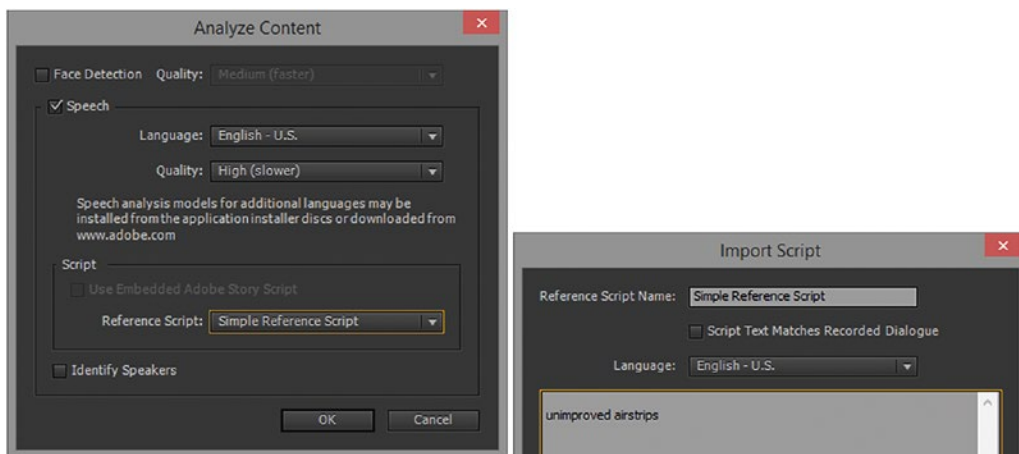 Analyze Content
Face Detection Quality: Medium (faster)
Speech
Language: English - U.S.
Quality: High (slower)
Speech analysis models for additional languages may be
installed from the application installer discs or downloaded from
www.adobe.com
Script
Use Embedded Adobe Story Script
Reference Script: Simple Reference Script
Identify Speakers
OK Cancel
Import Script
Reference Script Name: Simple Reference Script
Script Text Matches Recorded Dialogue
Language: English - U.S.
unimproved airstrips